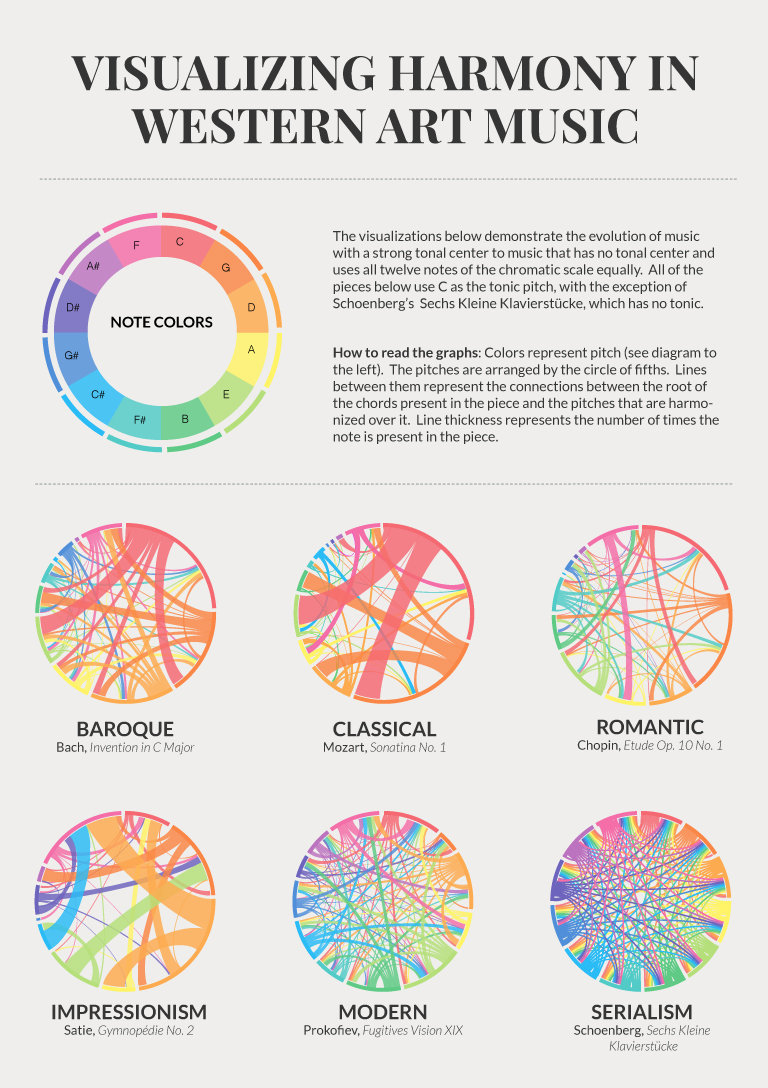 VISUALIZING HARMONY IN
WESTERN ART MUSIC
F
C
A#
G
D#
D
NOTE COLORS
G#
A
C#
E
F#
B
The visualizations below demonstrate the evolution of music
with a strong tonal center to music that has no tonal center and
uses all twelve notes of the chromatic scale equally. All of the
pieces below use C as the tonic pitch, with the exception of
Schoenberg's Sechs Kleine Klavierstücke, which has no tonic.
How to read the graphs: Colors represent pitch (see diagram to
the left). The pitches are arranged by the circle of fifths. Lines
between them represent the connections between the root of
the chords present in the piece and the pitches that are harmo-
nized over it. Line thickness represents the number of times the
note is present in the piece.
BAROQUE
Bach, Invention in C Major
CLASSICAL
Mozart, Sonatina No. 1
ROMANTIC
Chopin, Etude Op. 10 No. 1
IMPRESSIONISM
Satie, Gymnopédie No. 2
MODERN
Prokofiev, Fugitives Vision XIX
SERIALISM
Schoenberg, Sechs Kleine
Klavierstücke